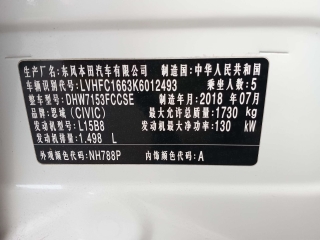 生产厂名：东风本田汽车有限公司 制造国：中华人民共和国
车辆识别代号：LVHFC1663K6012493 乘坐人数：5
整车型号：DHW7153FCCSE 制造年月：2018 年 07月
品牌：思域（CIVIC） 最大允许总质量：1730 kg
发动机型号：L15B8 发动机最大净功率：130 kW
发动机排量：1.498 L
外观颜色代码：NH788P 内饰颜色代码：A